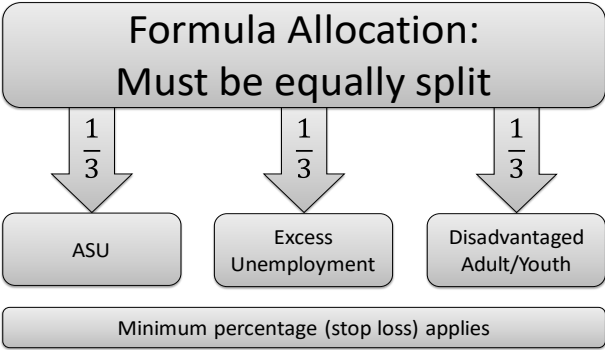 Formula Allocation:
Must be equally split
1/3 1/3 1/3
ASU
Excess
Unemployment
Disadvantaged
Adult/Youth
Minimum percentage (stop loss) applies